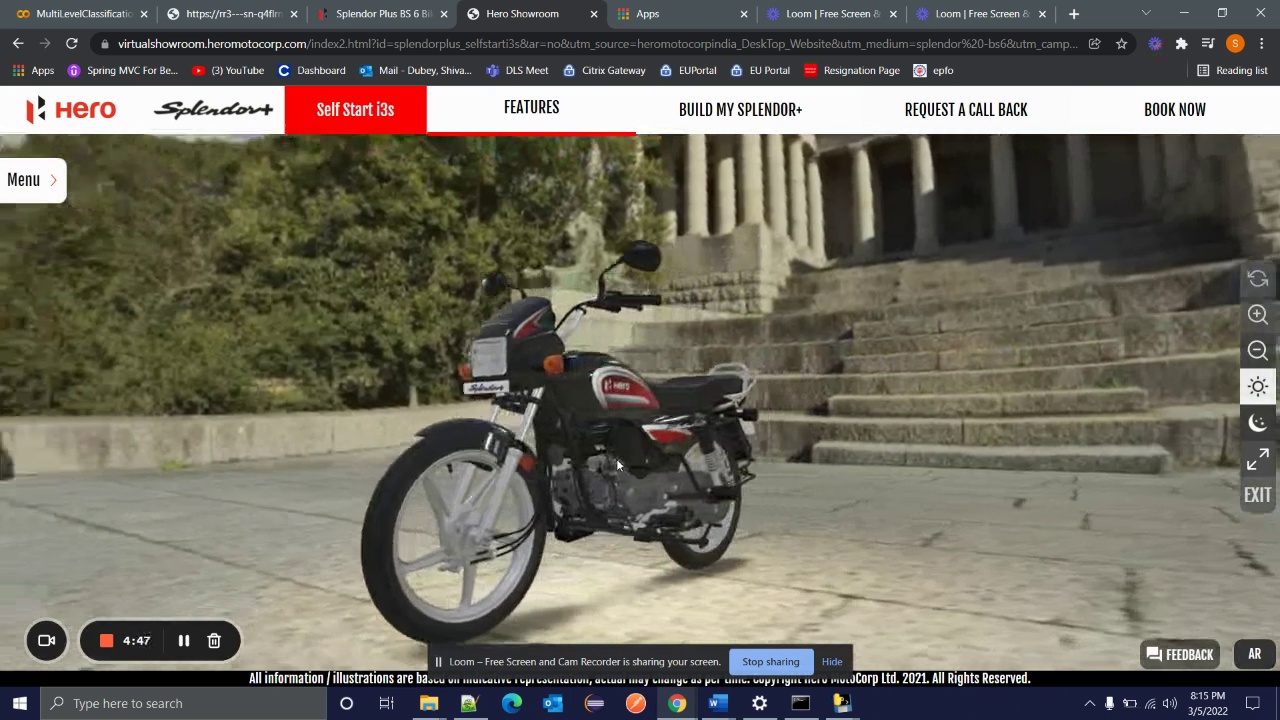 MultiLevelClassificatio
https://rr3---sn-q4flrn
Splendor Plus BS 6 Bik
Hero Showroom
Apps
Loom | Free Screen &
Loom | Free Screen &
virtualshowroom.heromotocorp.com/index2.html?id=splendorplus_selfstarti3s&at=no&utm_source=heromotocorpindia_DeskTop_Website&utm_medium=splendor%20-bs6&utm_camp...
Apps
Spring MVC For Be...
(3) YouTube
Dashboard
Mail - Dubey, Shiva...
DLS Meet
Citrix Gateway
EUPortal
EU Portal
Resignation Page
epfo
Reading list
Hero
Splendor+
Self Start i3s
FEATURES
BUILD MY SPLENDOR+
REQUEST A CALL BACK
BOOK NOW
Menu
Hero
Splendor+
EXIT
4:47
Loom – Free Screen and Cam Recorder is sharing your screen.
Stop sharing
Hide
FEEDBACK
AR
All information / illustrations are based on indicative representation, actual may change as per time. Copyright Hero MotoCorp Ltd. 2021. All Rights Reserved.
Type here to search
8:15 PM
3/5/2022